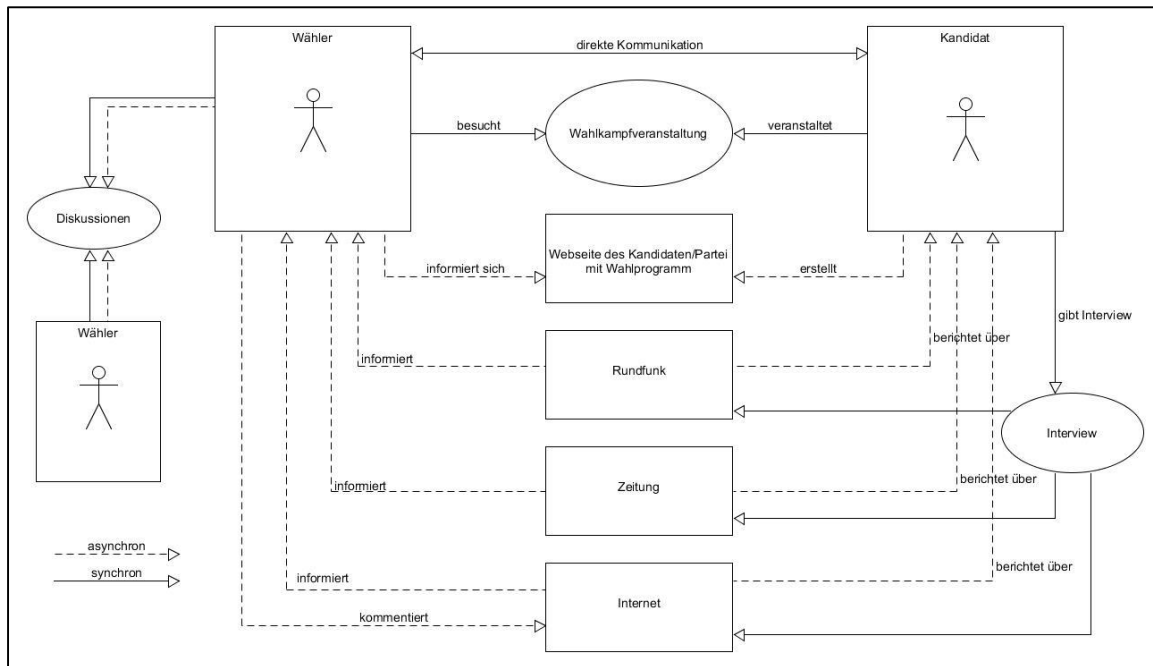 Wähler
Kandidat
direkte Kommunikation
besucht
Wahlkampfveranstaltung
veranstaltet
Diskussionen
Webseite des Kandidaten/Partei
mit Wahlprogramm
informiert sich
erstellt
gibt Interview
Wähler
berichtet über
informiert
Rundfunk
Interview
berichtet über
informiert
Zeitung
asynchron
synchron
berichtet über
informiert
Internet
kommentiert